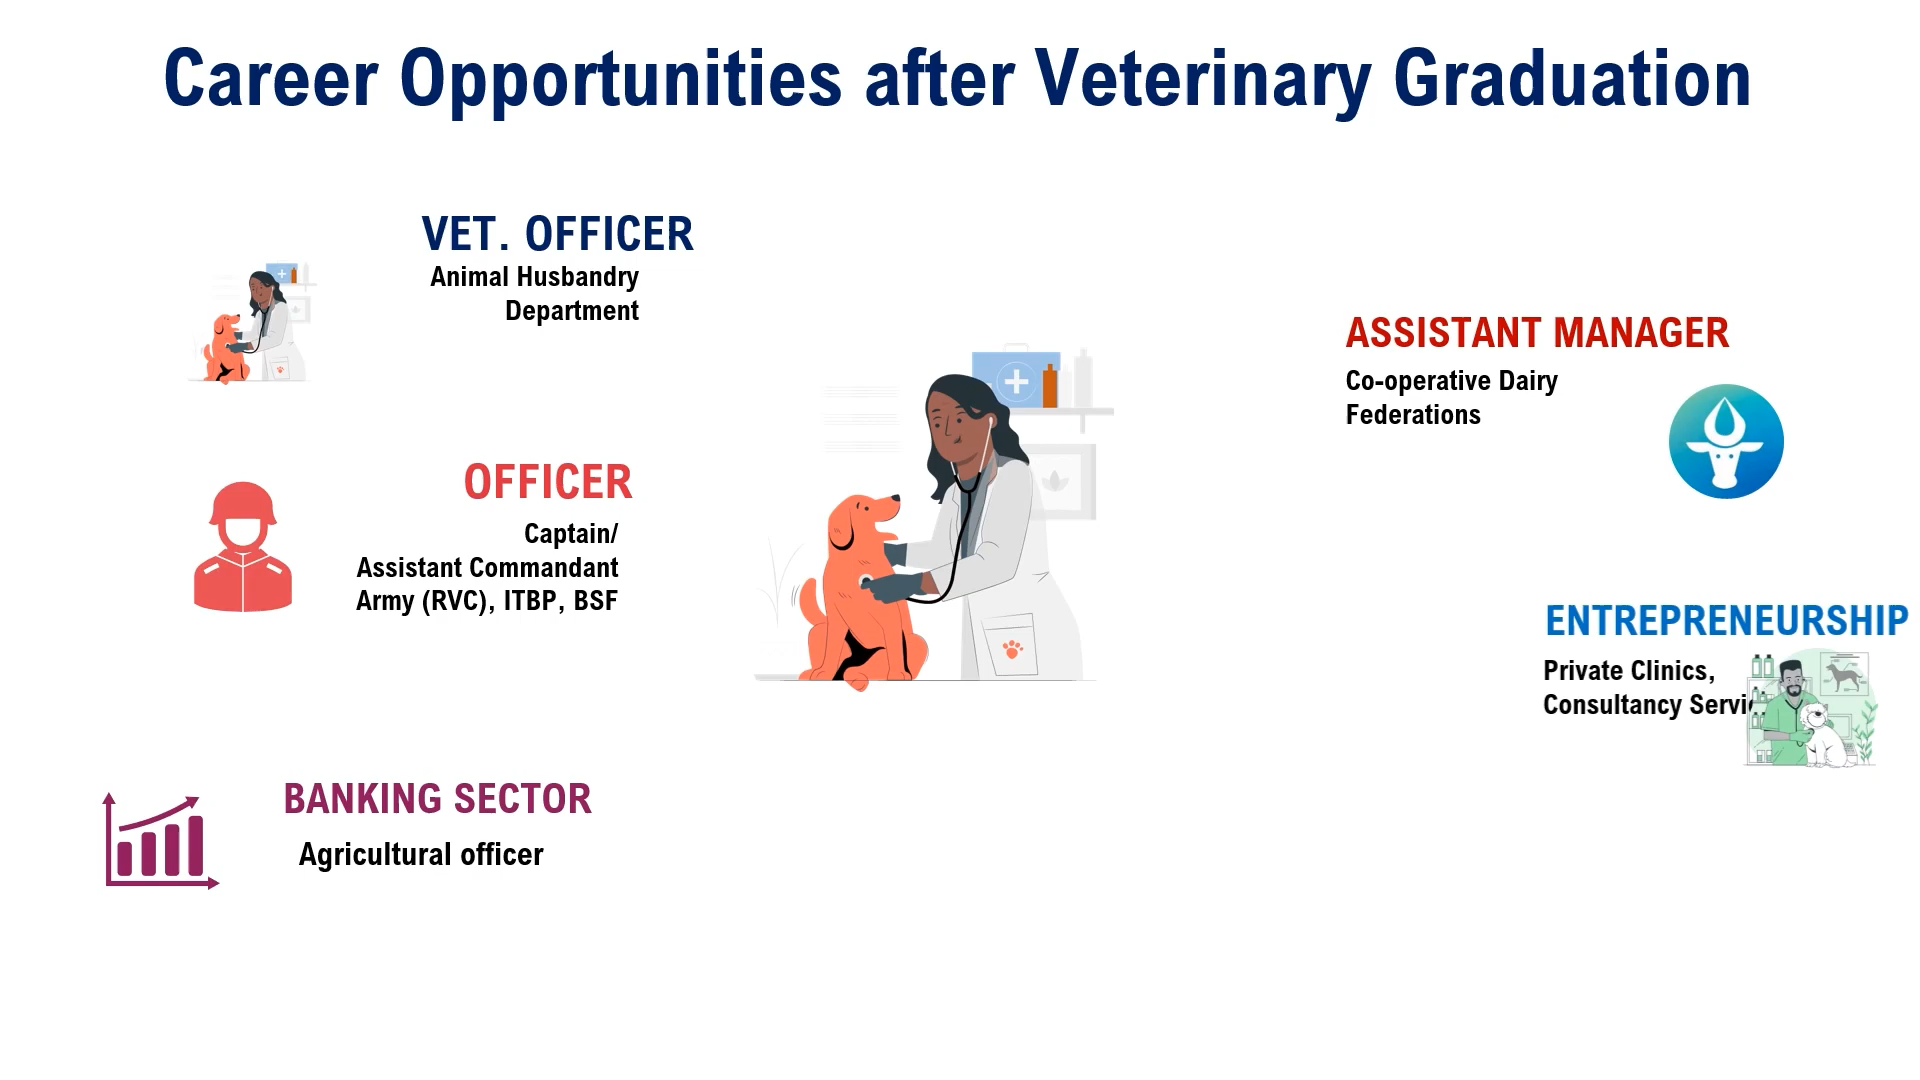 Career Opportunities after Veterinary Graduation
VET. OFFICER
Animal Husbandry
Department
OFFICER
Captain/
Assistant Commandant
Army (RVC), ITBP, BSF
BANKING SECTOR
Agricultural officer
ASSISTANT MANAGER
Co-operative Dairy
Federations
ENTREPRENEURSHIP
Private Clinics,
Consultancy